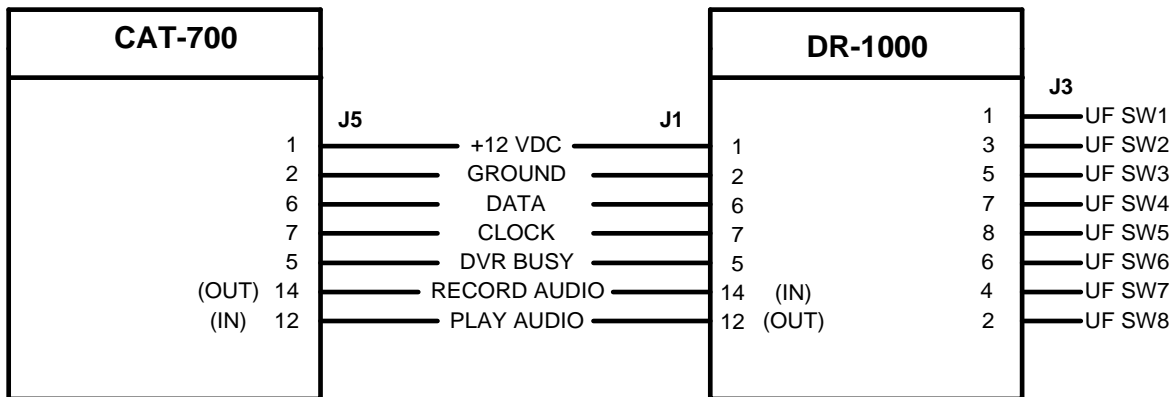 CAT-700
DR-1000
J3
J5
J1
1 UF SW1
1 +12 VDC 1 3 UF SW2
2 GROUND 2 5 UF SW3
6 DATA 6 7 UF SW4
7 CLOCK 7 8 UF SW5
5 DVR BUSY 5 6 UF SW6
(OUT) 14 RECORD AUDIO 14 (IN) 4 UF SW7
(IN) 12 PLAY AUDIO 12 (OUT) 2 UF SW8